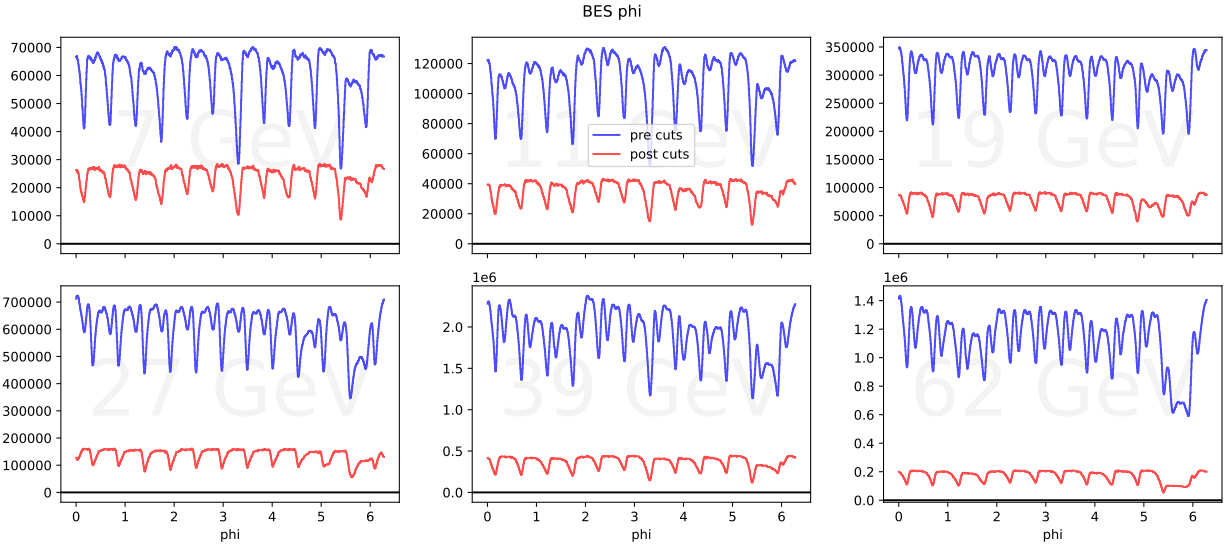 BES phi
70000
60000
50000
40000
30000
20000
10000
0
7 GeV
120000
100000
80000
60000
40000
20000
0
11 GeV
pre cuts
post cuts
350000
300000
250000
200000
150000
100000
50000
0
19 GeV
700000
600000
500000
400000
300000
200000
100000
0
27 GeV
0 1 2 3 4 5 6
phi
1e6
2.0
1.5
1.0
0.5
0.0
39 GeV
0 1 2 3 4 5 6
phi
1e6
1.4
1.2
1.0
0.8
0.6
0.4
0.2
0.0
62 GeV
0 1 2 3 4 5 6
phi